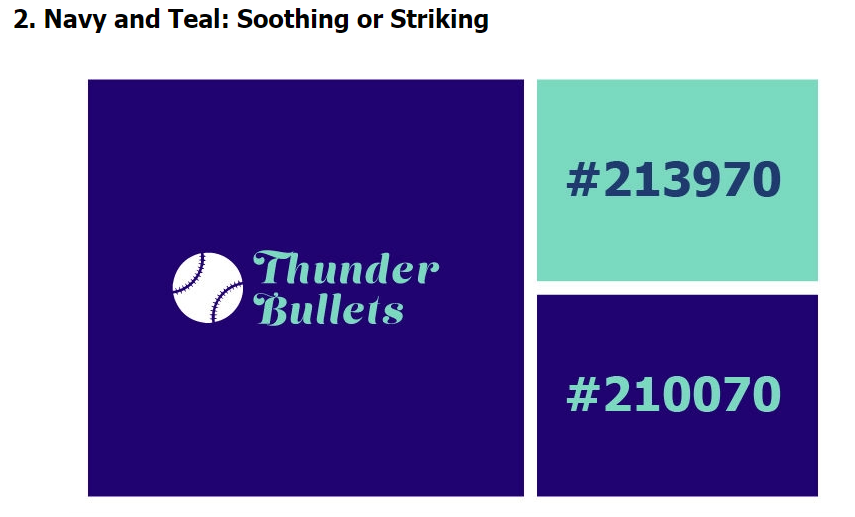 2. Navy and Teal: Soothing or Striking
#213970
Thunder
Bullets
#210070